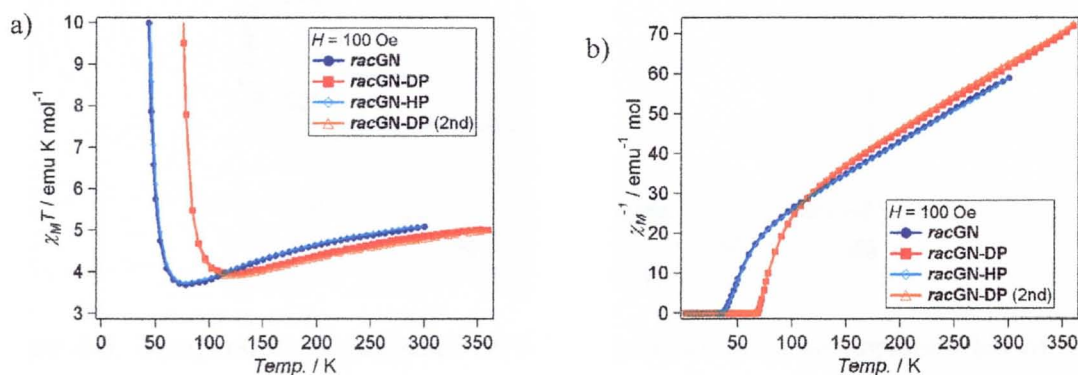 a)
10
9
8
7
6
5
4
3
χMT / emu K mol⁻¹
H = 100 Oe
racGN
racGN-DP
racGN-HP
racGN-DP (2nd)
0 50 100 150 200 250 300 350
Temp. / K
b)
70
60
50
40
30
20
10
0
χM⁻¹ / emu⁻¹ mol
H = 100 Oe
racGN
racGN-DP
racGN-HP
racGN-DP (2nd)
50 100 150 200 250 300 350
Temp. / K